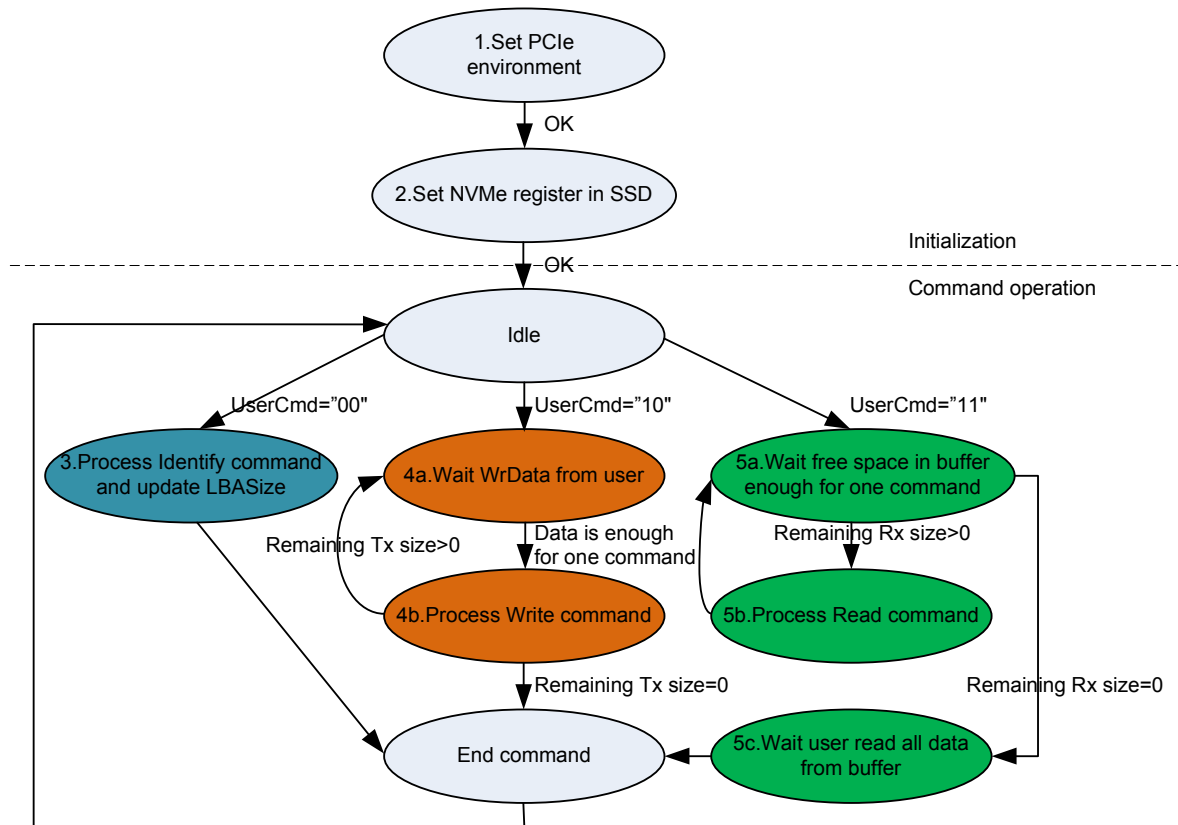 1.Set PCIe
environment
OK
2.Set NVMe register in SSD
Initialization
OK
Command operation
Idle
UserCmd=”00"
UserCmd=”10"
UserCmd=”11"
3.Process Identify command
and update LBASize
4a.Wait WrData from user
5a.Wait free space in buffer
enough for one command
Remaining Tx size>0
Data is enough
for one command
Remaining Rx size>0
4b.Process Write command
5b.Process Read command
Remaining Tx size=0
Remaining Rx size=0
End command
5c.Wait user read all data
from buffer